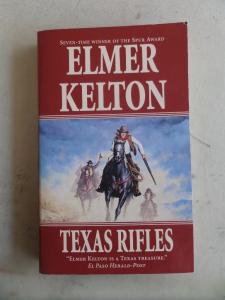 Seven-time winner of the Spur Award
ELMER
KELTON
TEXAS RIFLES
"Elmer Kelton is a Texas treasure."
El Paso Herald-Post